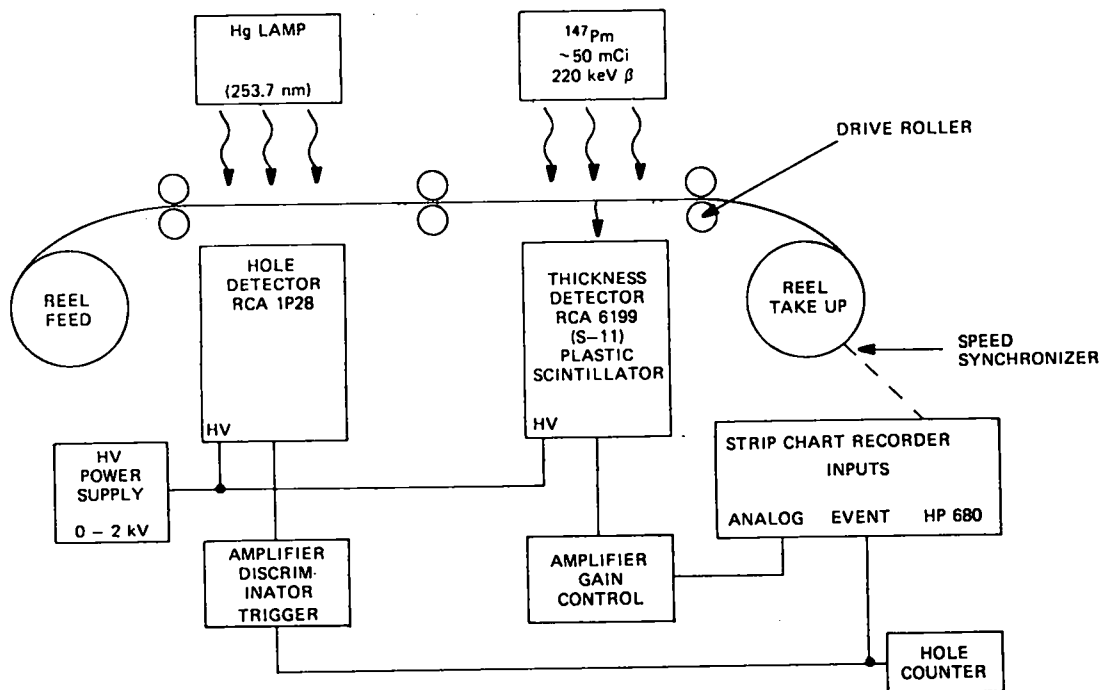 Hg LAMP
(253.7 nm)
147Pm
~50 mCi
220 keV β
DRIVE ROLLER
REEL
FEED
HOLE
DETECTOR
RCA 1P28
HV
THICKNESS
DETECTOR
RCA 6199
(S-11)
PLASTIC
SCINTILLATOR
HV
REEL
TAKE UP
SPEED
SYNCHRONIZER
HV
POWER
SUPPLY
0 – 2 kV
STRIP CHART RECORDER
INPUTS
ANALOG EVENT HP 680
AMPLIFIER
DISCRIM-
INATOR
TRIGGER
AMPLIFIER
GAIN
CONTROL
HOLE
COUNTER